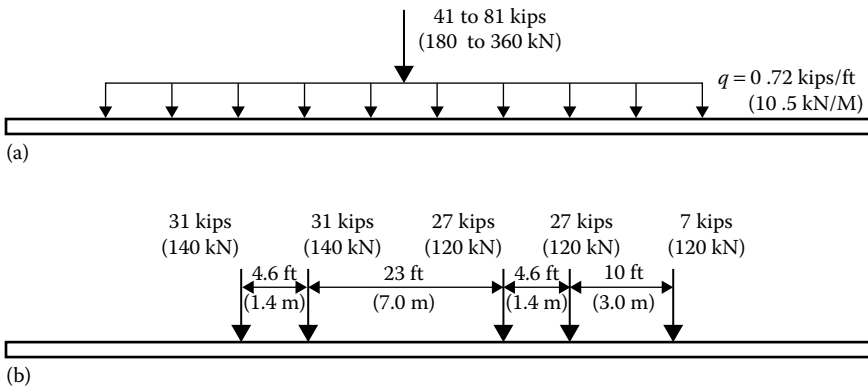 41 to 81 kips
(180 to 360 kN)
q = 0 .72 kips/ft
(10 .5 kN/M)
(a)
31 kips 31 kips 27 kips 27 kips 7 kips
(140 kN) (140 kN) (120 kN) (120 kN) (120 kN)
4.6 ft 23 ft 4.6 ft 10 ft
(1.4 m) (7.0 m) (1.4 m) (3.0 m)
(b)